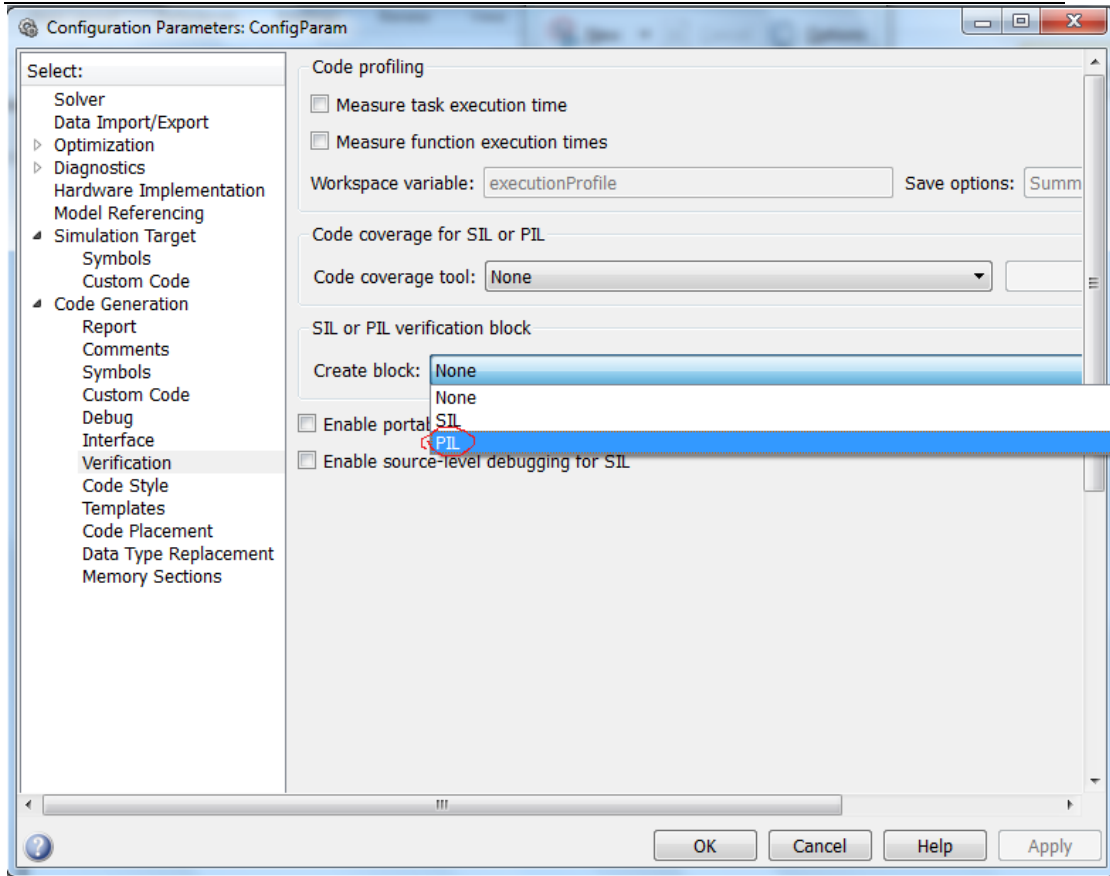 Configuration Parameters: ConfigParam
Select:
Solver
Data Import/Export
Optimization
Diagnostics
Hardware Implementation
Model Referencing
Simulation Target
Symbols
Custom Code
Code Generation
Report
Comments
Symbols
Custom Code
Debug
Interface
Verification
Code Style
Templates
Code Placement
Data Type Replacement
Memory Sections
Code profiling
Measure task execution time
Measure function execution times
Workspace variable: executionProfile Save options: Summ
Code coverage for SIL or PIL
Code coverage tool: None
SIL or PIL verification block
Create block: None
None
SIL
PIL
Enable portab
Enable source-level debugging for SIL
OK Cancel Help Apply